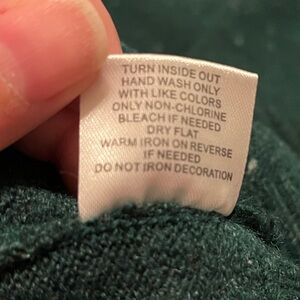 TURN INSIDE OUT
HAND WASH ONLY
WITH LIKE COLORS
ONLY NON-CHLORINE
BLEACH IF NEEDED
DRY FLAT
WARM IRON ON REVERSE
IF NEEDED
DO NOT IRON DECORATION